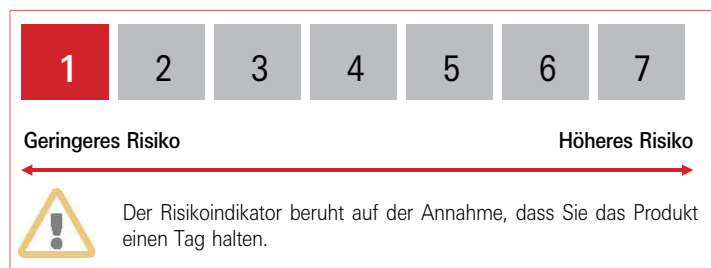 1 2 3 4 5 6 7
Geringeres Risiko Höheres Risiko
Der Risikoindikator beruht auf der Annahme, dass Sie das Produkt
einen Tag halten.